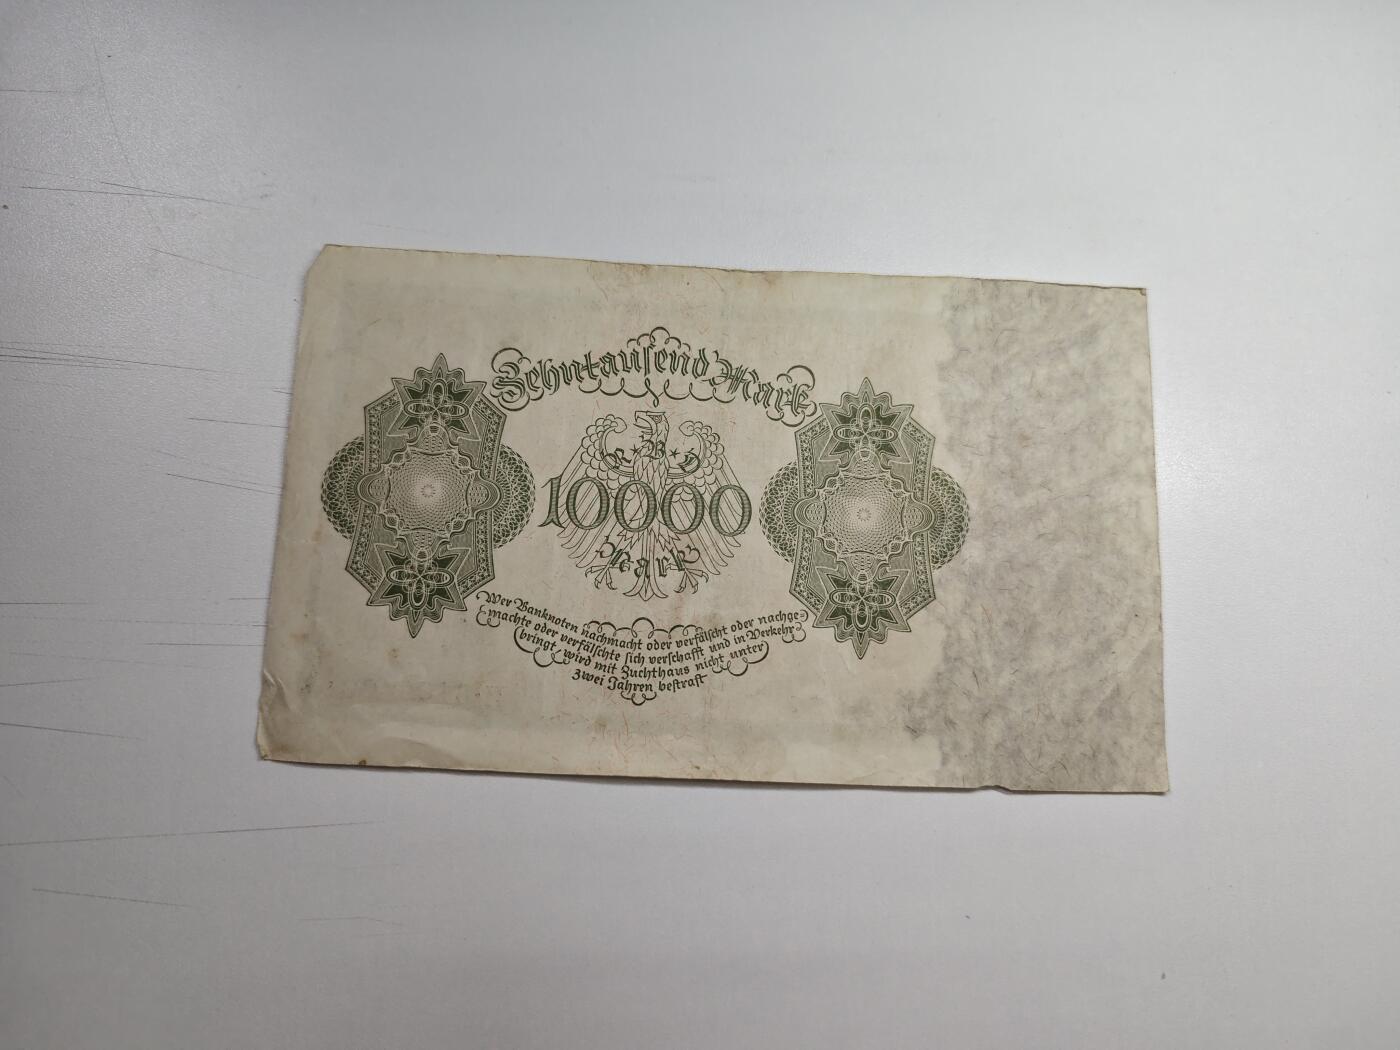 Zehntausend Mark
R B D
10000
Mark
Wer Banknoten nachmacht oder verfälscht oder nachge-
machte oder verfälschte sich verschafft und in Verkehr
bringt, wird mit Zuchthaus nicht unter
zwei Jahren bestraft